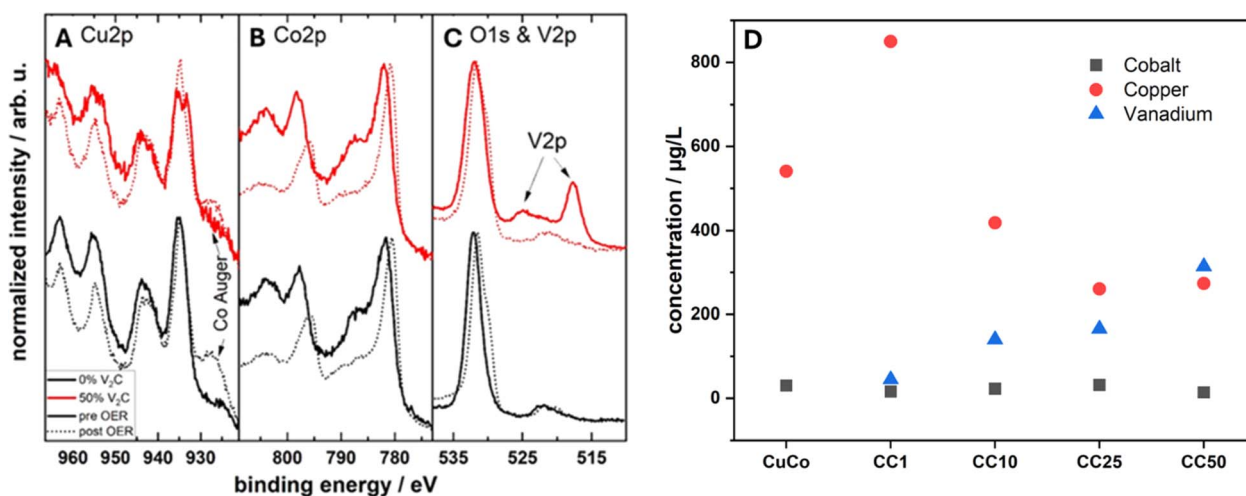 A Cu2p
B Co2p
C O1s & V2p
V2p
Co Auger
0% V₂C
50% V₂C
pre OER
post OER
normalized intensity / arb. u.
960 950 940 930
800 790 780
535 525 515
binding energy / eV
D
Cobalt
Copper
Vanadium
concentration / µg/L
800
600
400
200
0
CuCo CC1 CC10 CC25 CC50